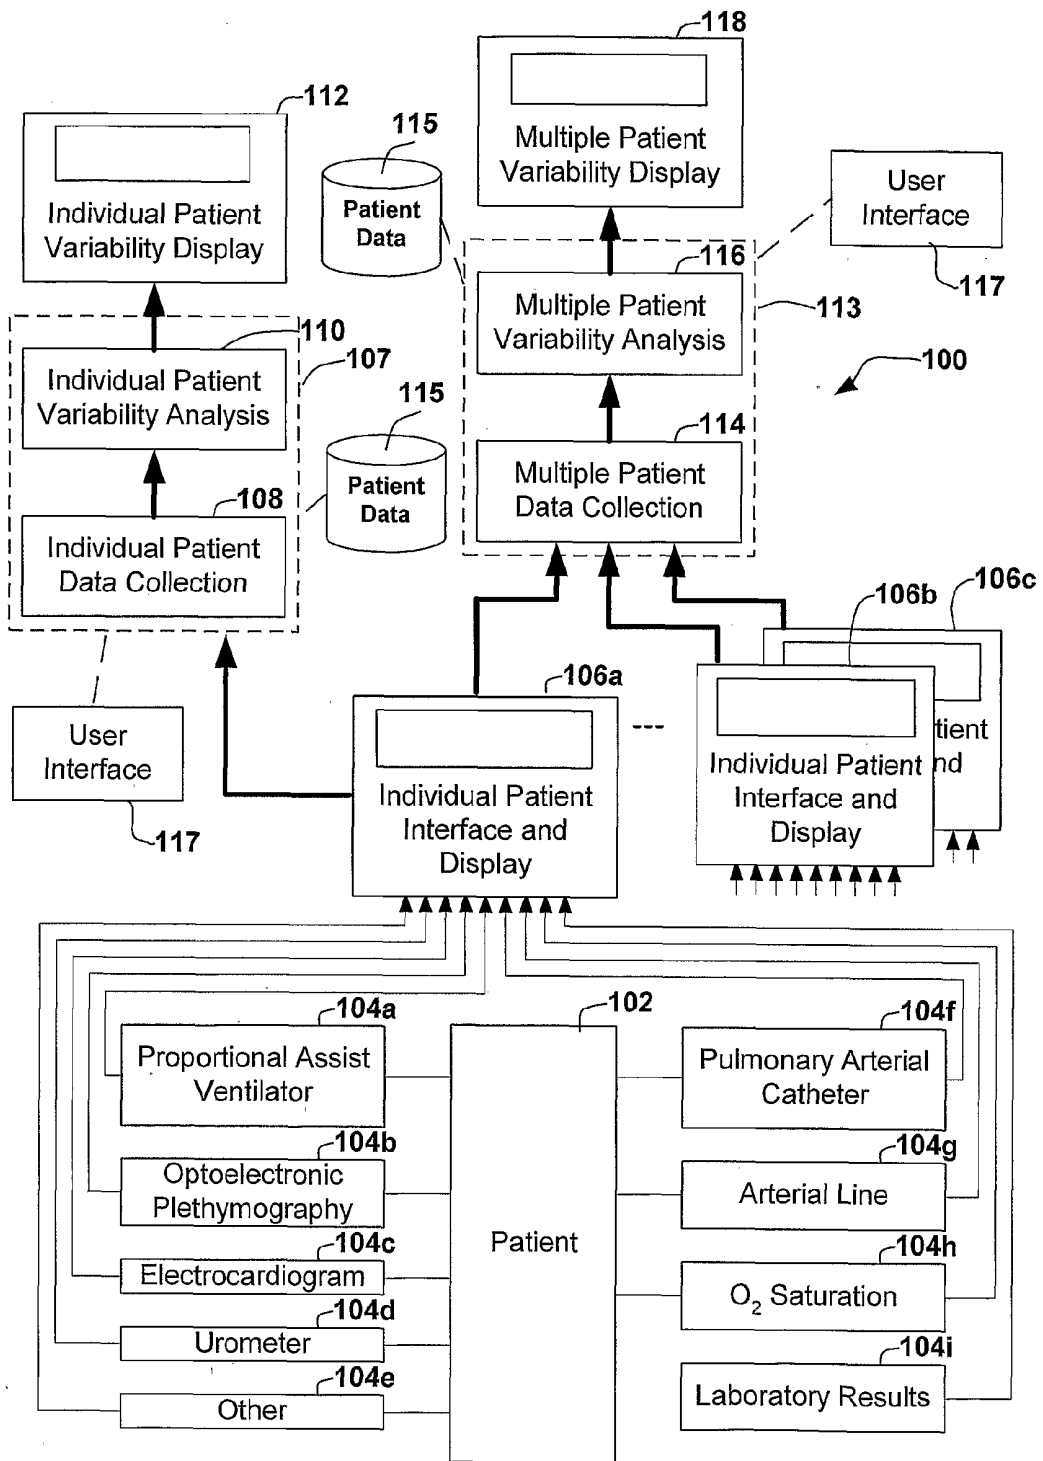 118
112
Multiple Patient
Variability Display
115
Patient
Data
User
Interface
117
Individual Patient
Variability Display
116
Multiple Patient
Variability Analysis
113
110
107
Individual Patient
Variability Analysis
100
115
Patient
Data
114
Multiple Patient
Data Collection
108
Individual Patient
Data Collection
106c
106b
106a
---
User
Interface
117
Individual Patient
Interface and
Display
Individual Patient
Interface and
Display
tient
nd
104a
Proportional Assist
Ventilator
102
Patient
104f
Pulmonary Arterial
Catheter
104b
Optoelectronic
Plethymography
104g
Arterial Line
104c
Electrocardiogram
104h
O₂ Saturation
104d
Urometer
104e
Other
104i
Laboratory Results